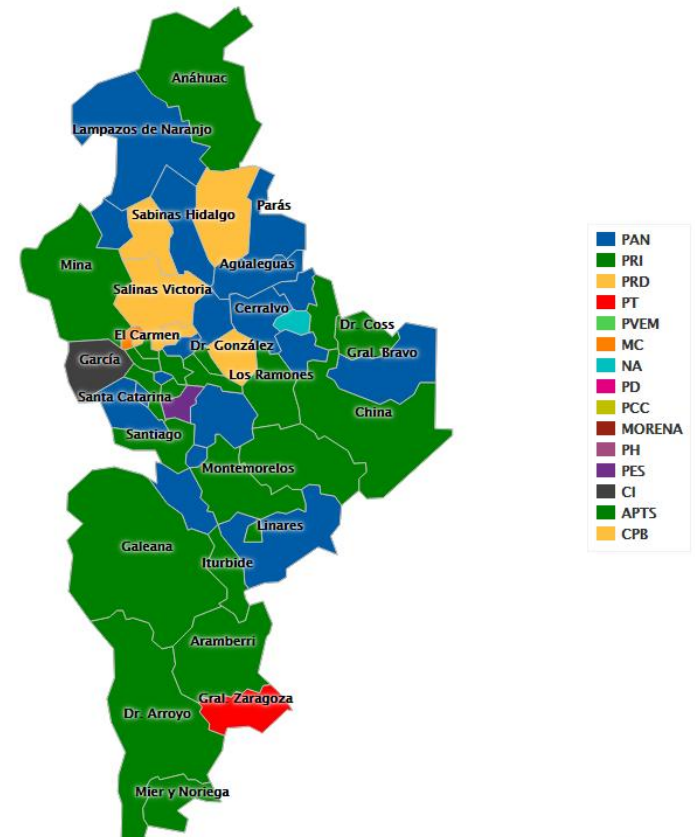 Anáhuac
Lampazos de Naranjo
Parás
Sabinas Hidalgo
Agualeguas
Mina
Salinas Victoria
Cerralvo
Dr. Coss
El Carmen
Dr. González
Gral. Bravo
García
Los Ramones
Santa Catarina
China
Santiago
Montemorelos
Linares
Galeana
Iturbide
Aramberri
Gral. Zaragoza
Dr. Arroyo
Mier y Noriega
PAN
PRI
PRD
PT
PVEM
MC
NA
PD
PCC
MORENA
PH
PES
CI
APTS
CPB